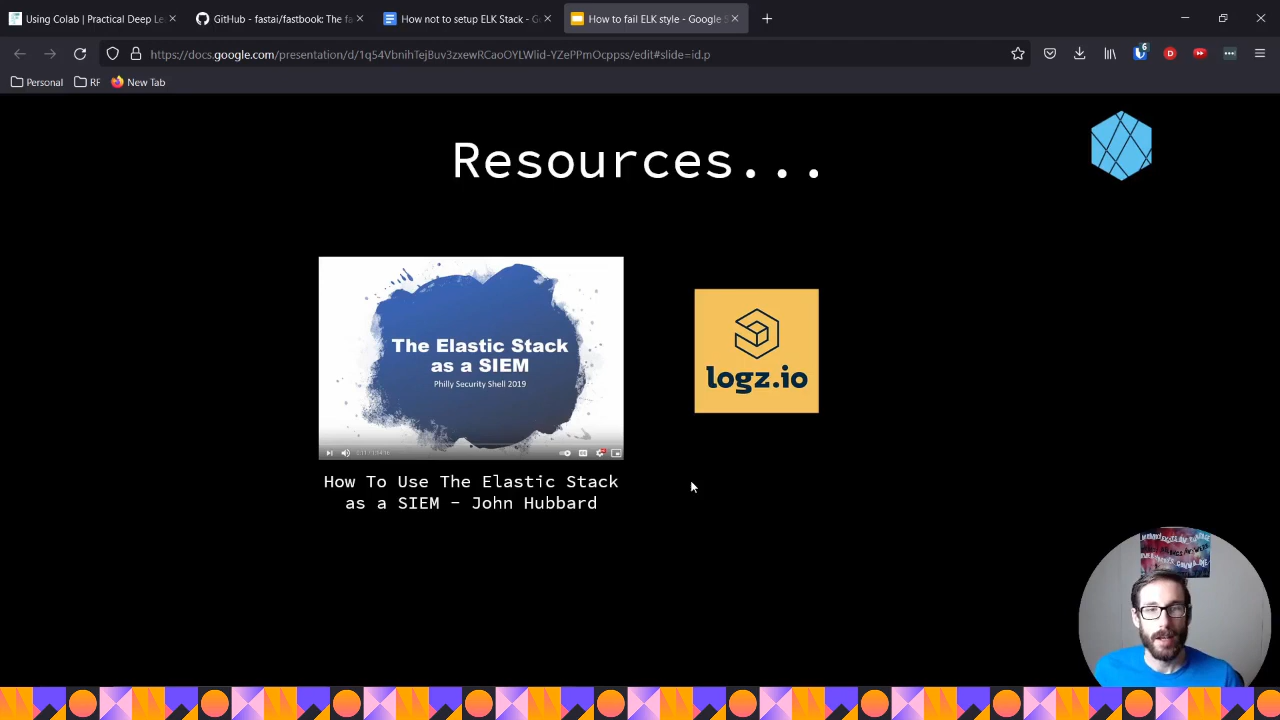 Using Colab | Practical Deep Le
GitHub - fastai/fastbook: The fa
How not to setup ELK Stack - Go
How to fail ELK style - Google S
https://docs.google.com/presentation/d/1q54VbnihTejBuv3zxewRCaoOYLWlid-YZePPmOcppss/edit#slide=id.p
6
D
Personal
RF
New Tab
Resources...
The Elastic Stack
as a SIEM
Philly Security Shell 2019
logz.io
How To Use The Elastic Stack
as a SIEM - John Hubbard